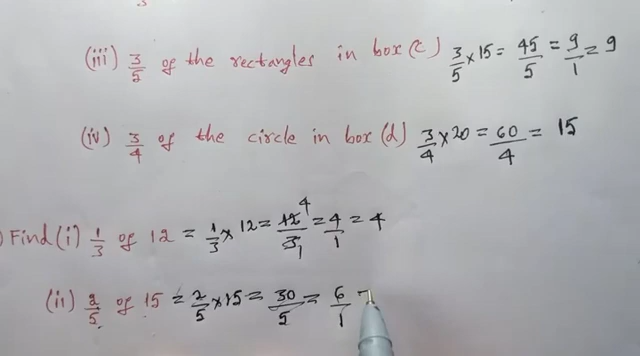 (iii) 3/5 of the rectangles in box (c) 3/5 × 15 = 45/5 = 9/1 = 9
(iv) 3/4 of the circle in box (d) 3/4 × 20 = 60/4 = 15
) Find (i) 1/3 of 12 = 1/3 × 12 = 12/3 4 1 = 4/1 = 4
(ii) 2/5 of 15 = 2/5 × 15 = 30/5 = 6/1